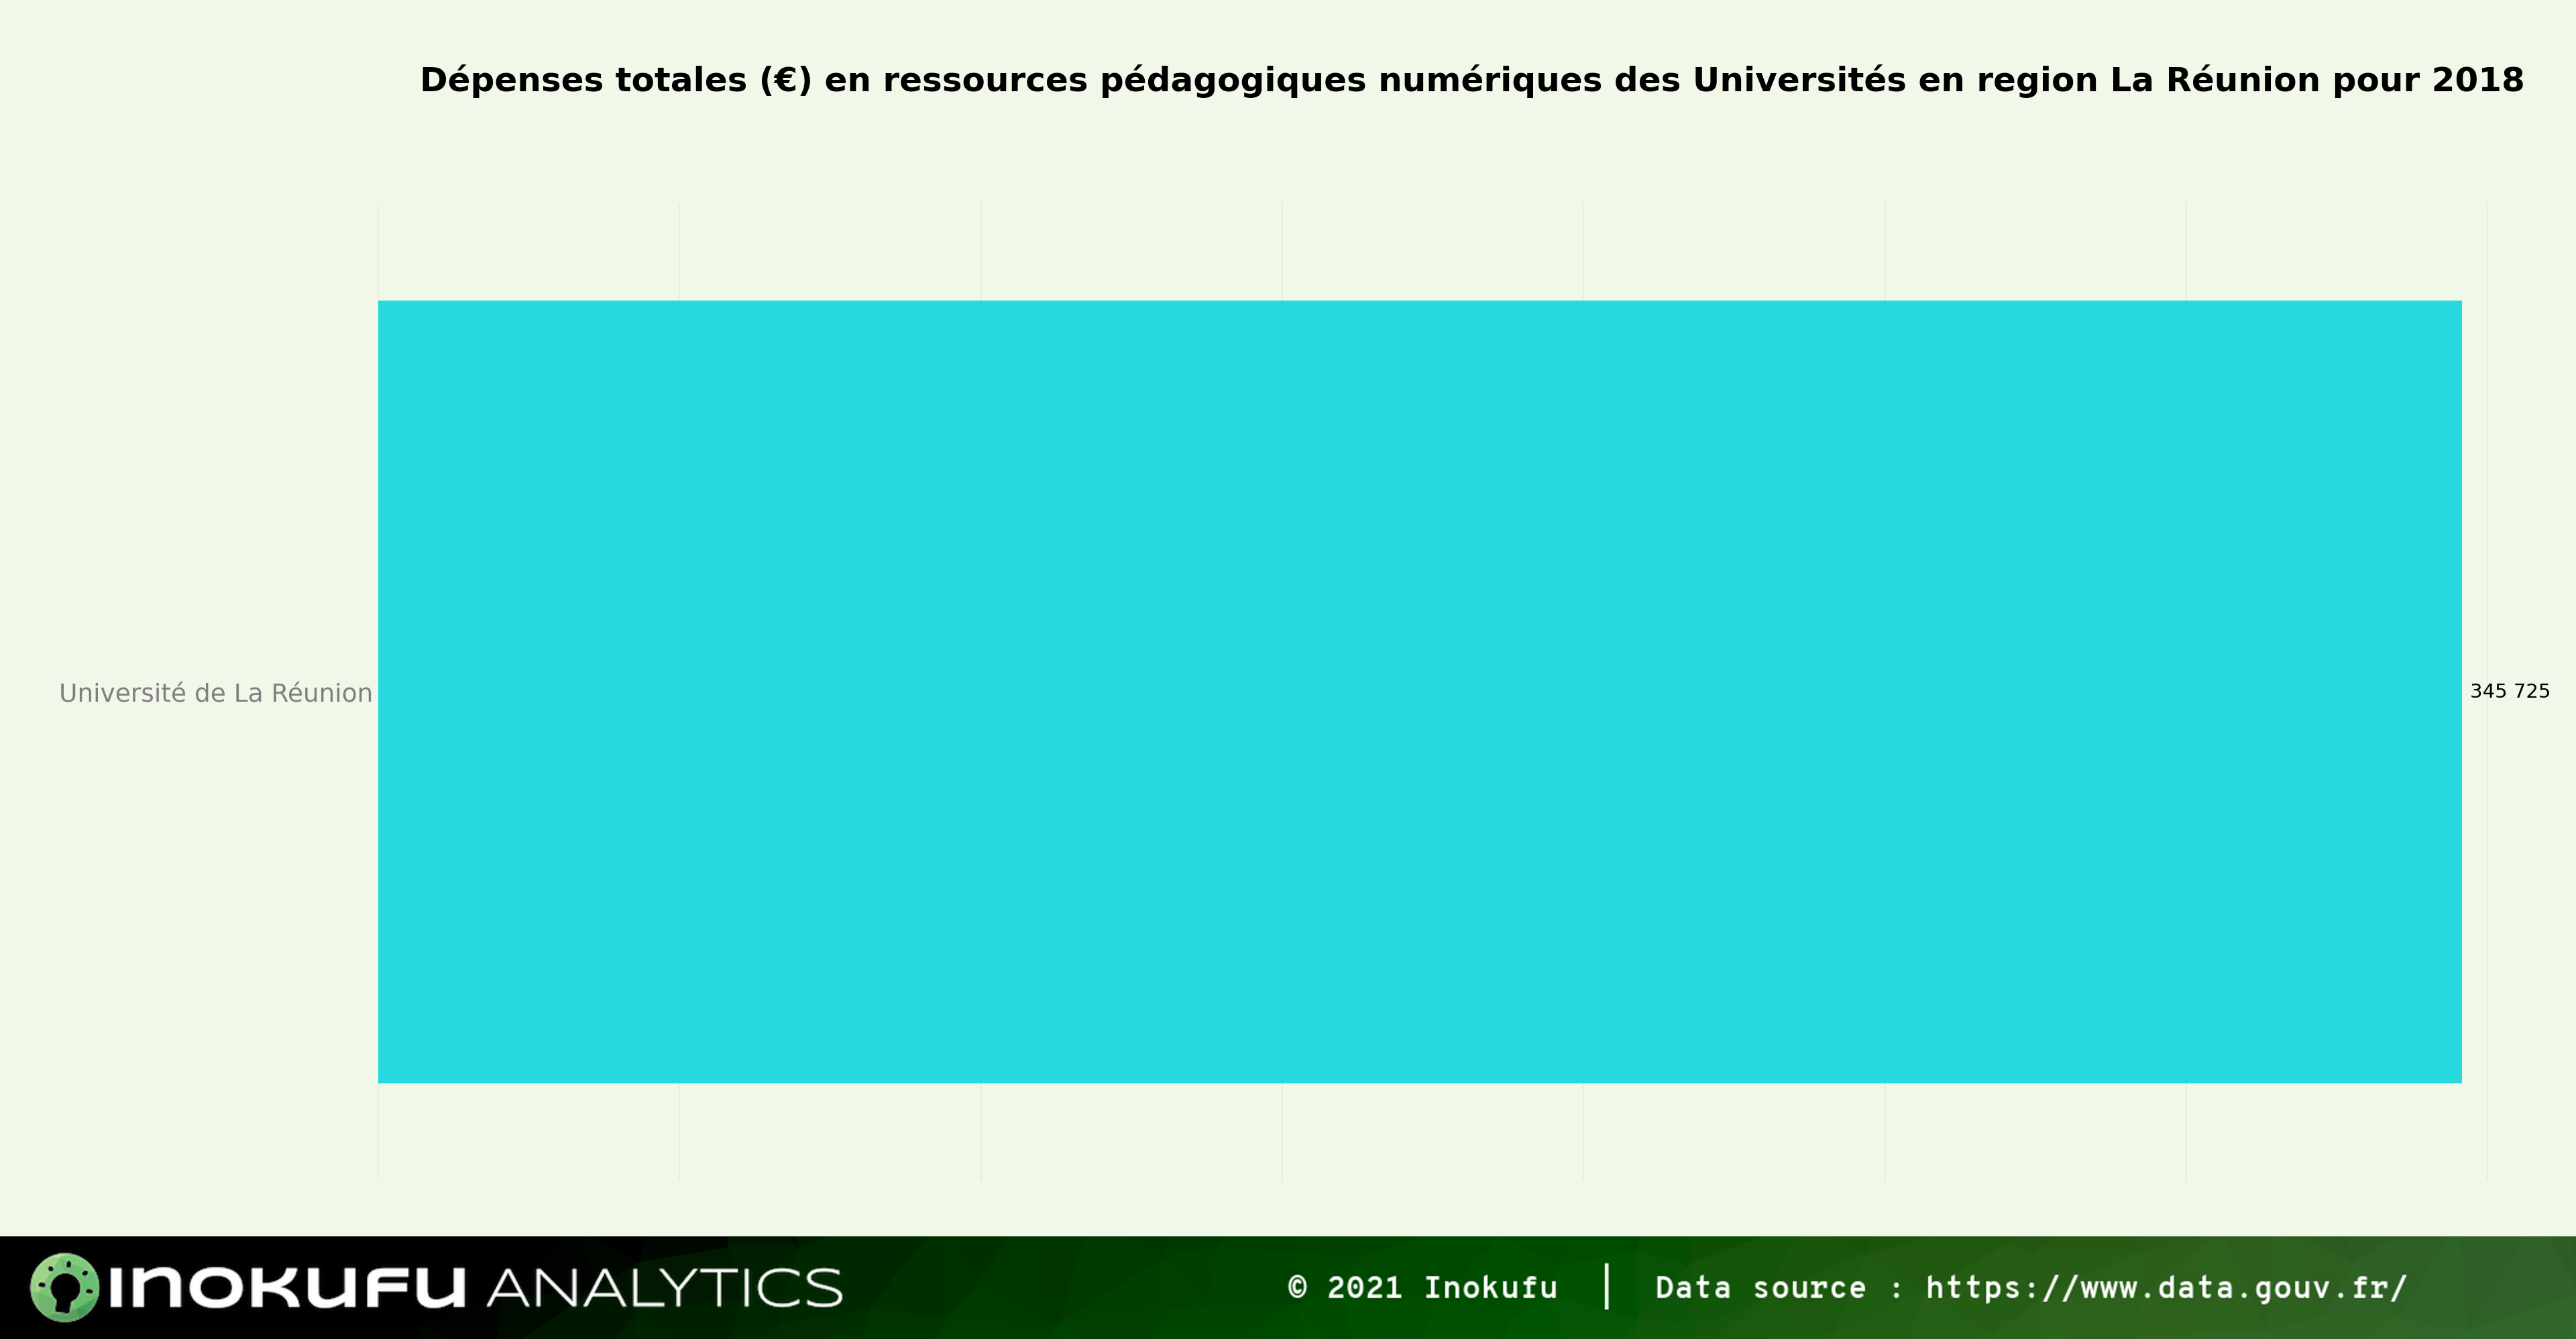 Dépenses totales (€) en ressources pédagogiques numériques des Universités en region La Réunion pour 2018
Université de La Réunion
345 725
INOKUFU ANALYTICS
© 2021 Inokufu | Data source : https://www.data.gouv.fr/